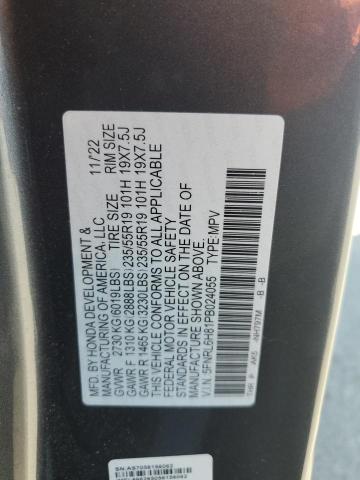 MFD. BY HONDA DEVELOPMENT & 11/22
MANUFACTURING OF AMERICA, LLC
GVWR 2730 KG(6019LBS) TIRE SIZE RIM SIZE
GAWR F 1310 KG(2888LBS)235/55R19 101H 19X7.5J
GAWR R 1465 KG(3230LBS)235/55R19 101H 19X7.5J
THIS VEHICLE CONFORMS TO ALL APPLICABLE
FEDERAL MOTOR VEHICLE SAFETY
STANDARDS IN EFFECT ON THE DATE OF
MANUFACTURE SHOWN ABOVE.
V.I.N. 5FNRL6H81PB024055 TYPE:MPV
THR P AK5 -NH797M -B -B